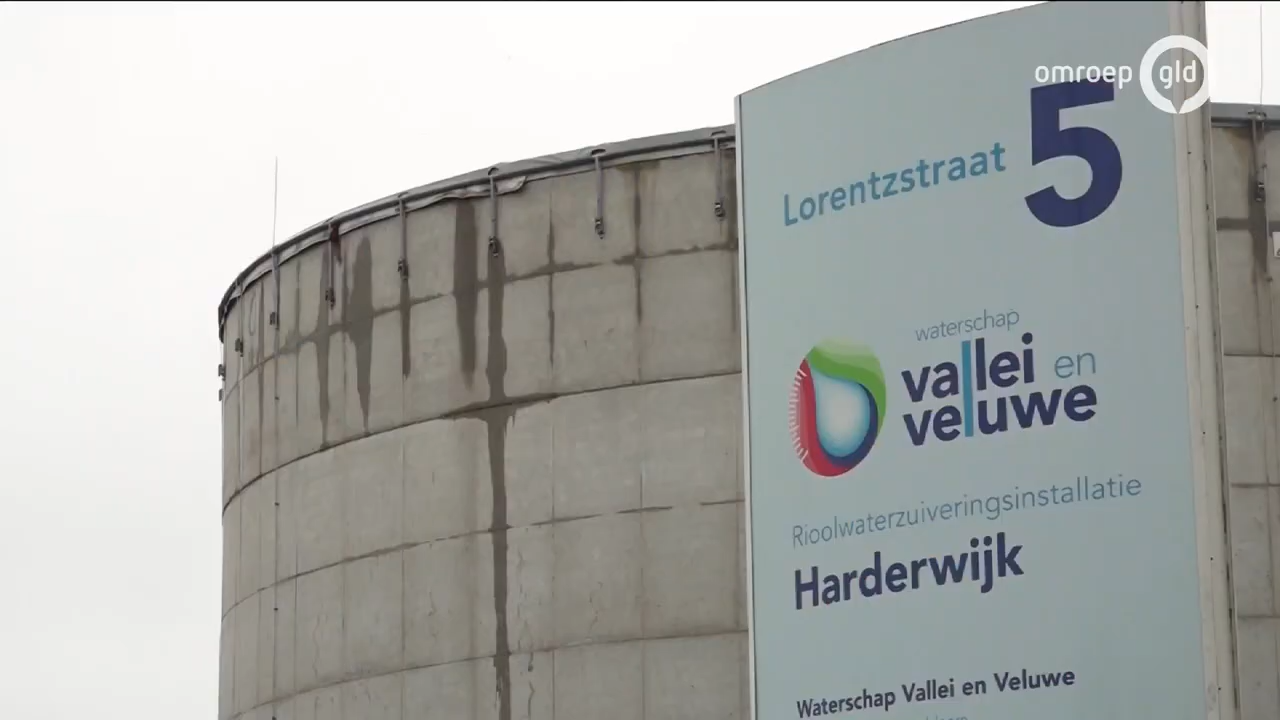 omroep gld
Lorentzstraat 5
waterschap
vallei en
veluwe
Rioolwaterzuiveringsinstallatie
Harderwijk
Waterschap Vallei en Veluwe